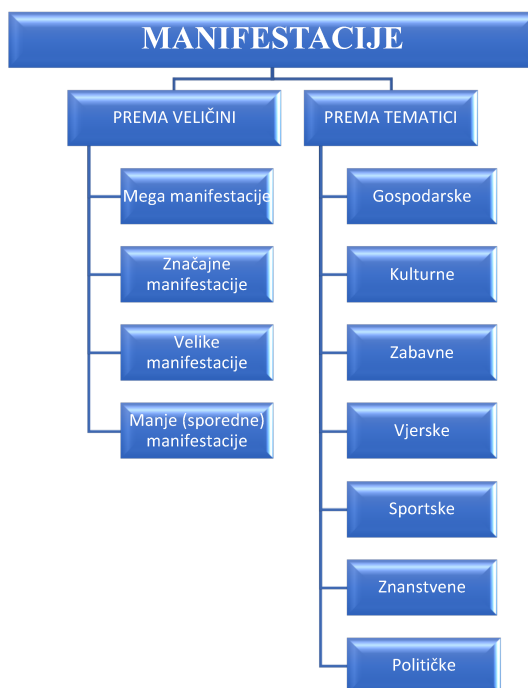 MANIFESTACIJE
PREMA VELIČINI
Mega manifestacije
Značajne
manifestacije
Velike
manifestacije
Manje (sporedne)
manifestacije
PREMA TEMATICI
Gospodarske
Kulturne
Zabavne
Vjerske
Sportske
Znanstvene
Političke